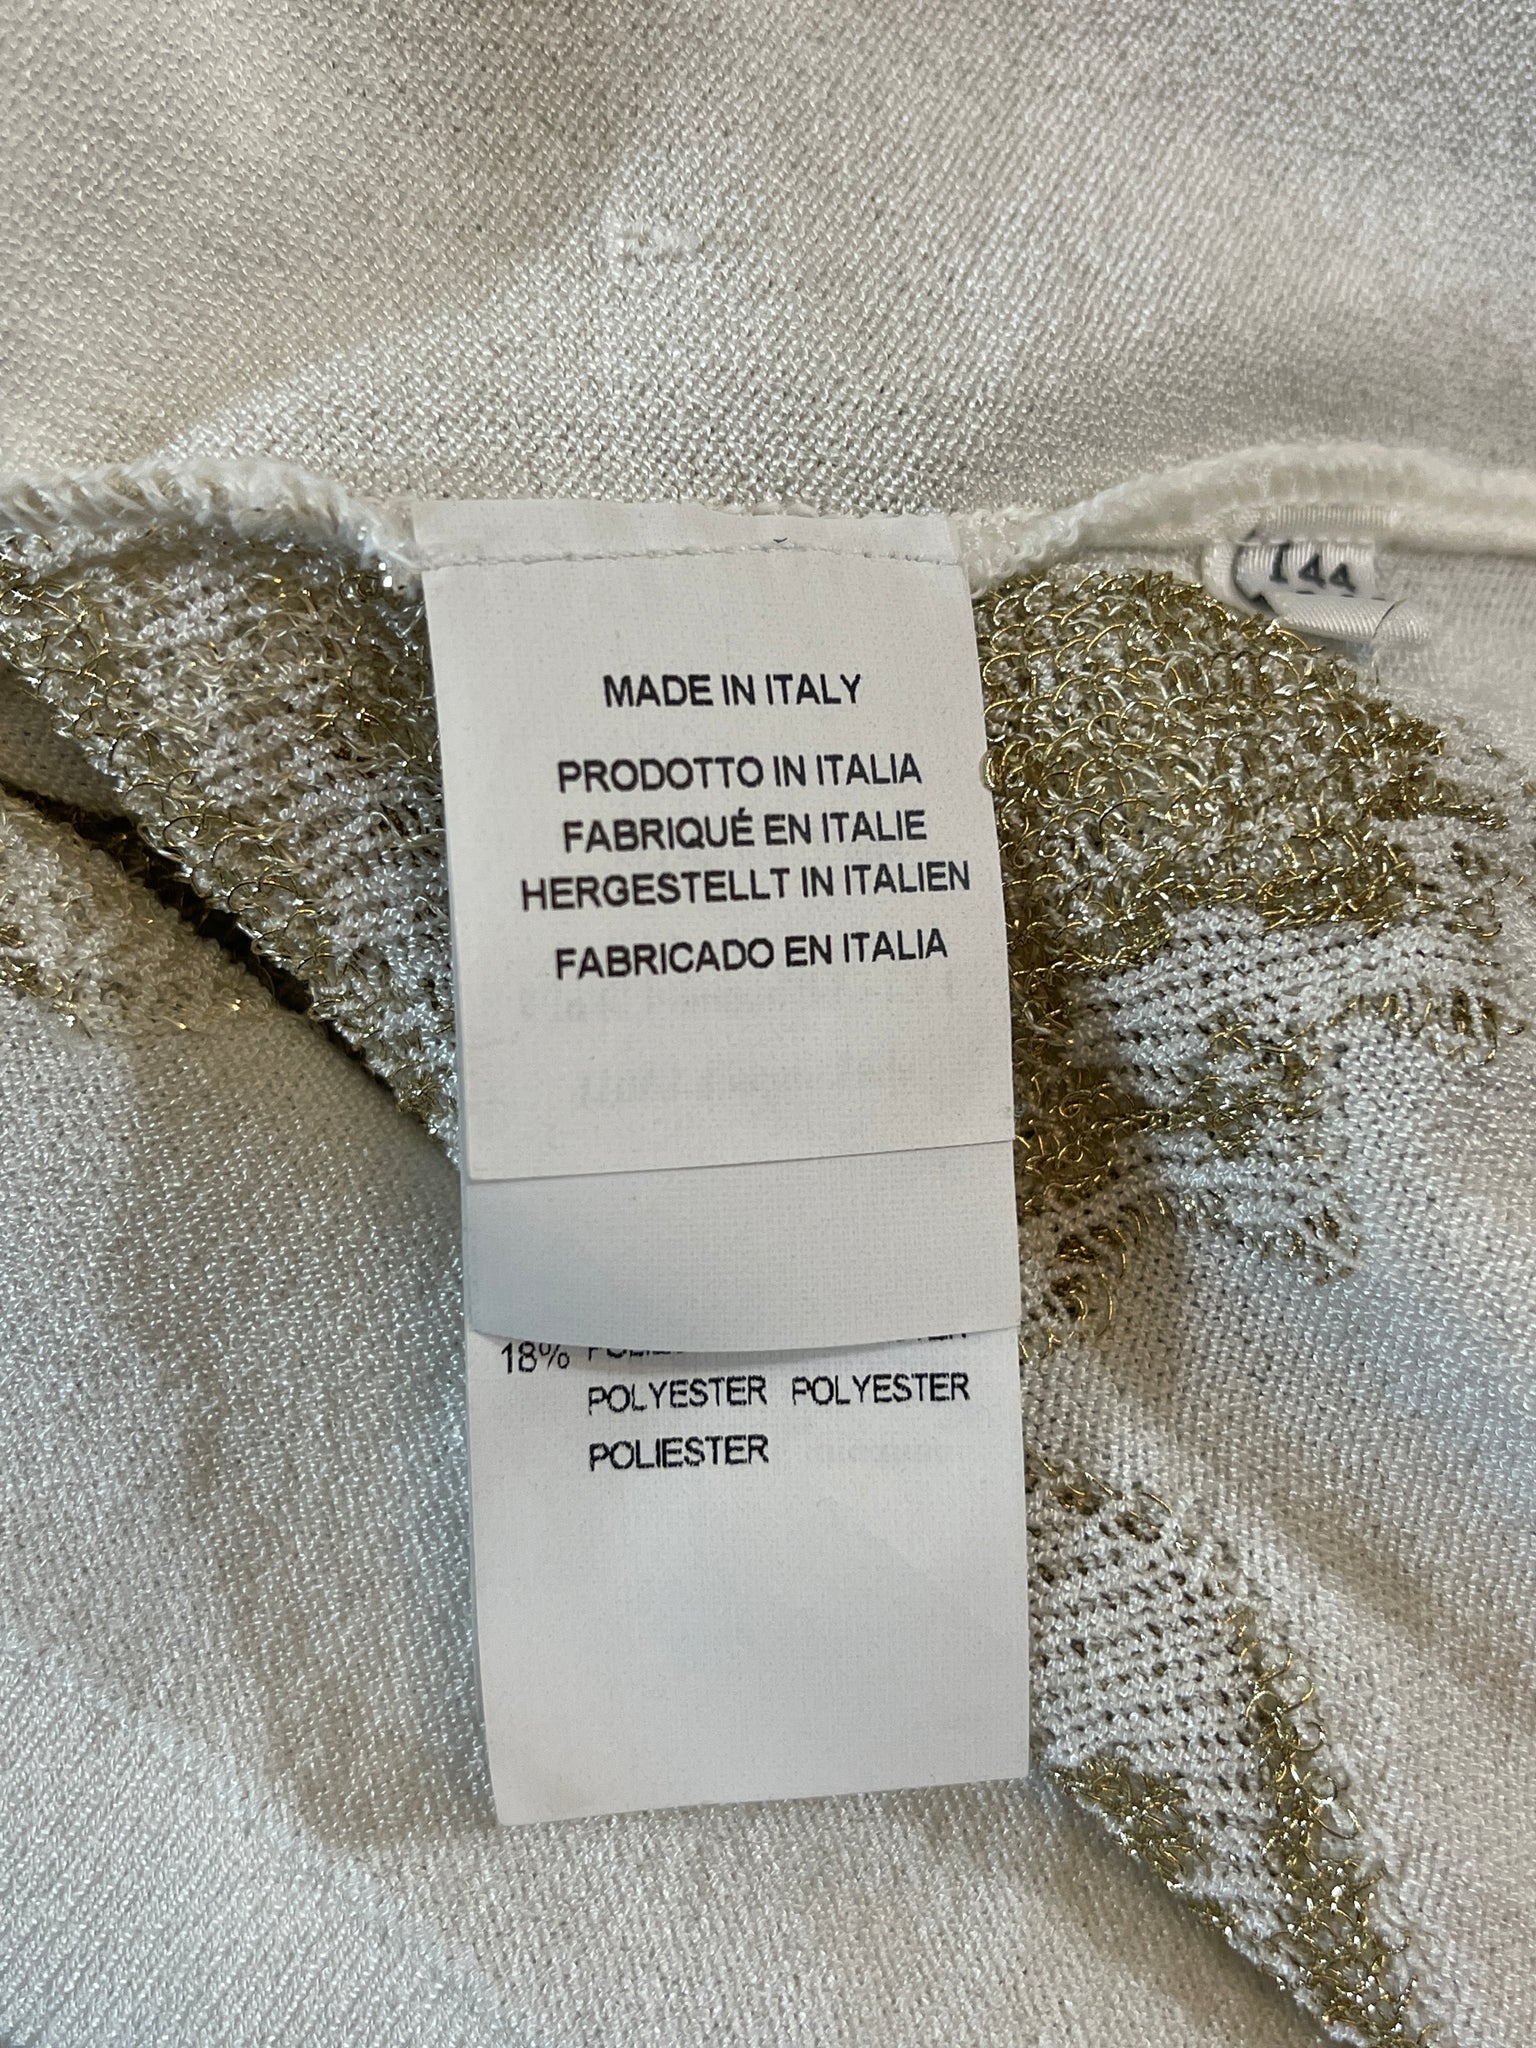 MADE IN ITALY
PRODOTTO IN ITALIA
FABRIQUÉ EN ITALIE
HERGESTELLT IN ITALIEN
FABRICADO EN ITALIA
I 44
18%
POLYESTER POLYESTER
POLIESTER